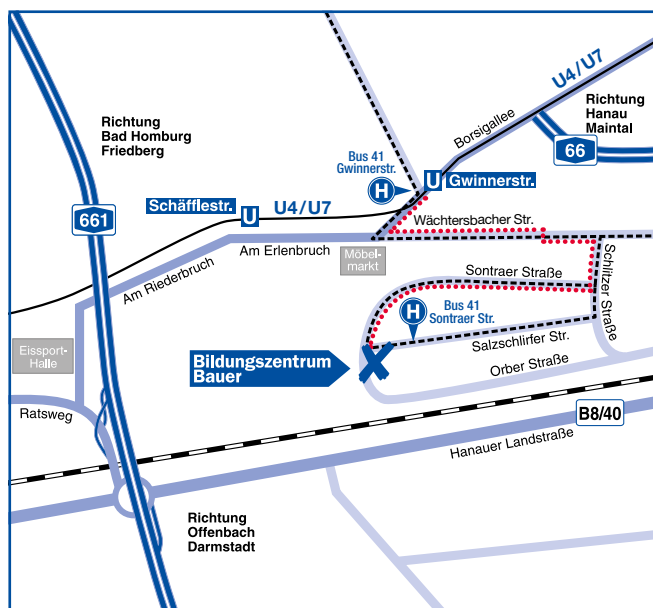 U4/U7
Richtung
Hanau
Maintal
66
Borsigallee
Richtung
Bad Homburg
Friedberg
Bus 41
Gwinnerstr.
H
U
Gwinnerstr.
Schäfflestr.
U
U4/U7
661
Wächtersbacher Str.
Am Erlenbruch
Möbel-
markt
Am Riederbruch
Sontraer Straße
Schlitzer Straße
H
Bus 41
Sontraer Str.
Salzschlirfer Str.
Eissport-
Halle
Bildungszentrum
Bauer
Orber Straße
Ratsweg
B8/40
Hanauer Landstraße
Richtung
Offenbach
Darmstadt